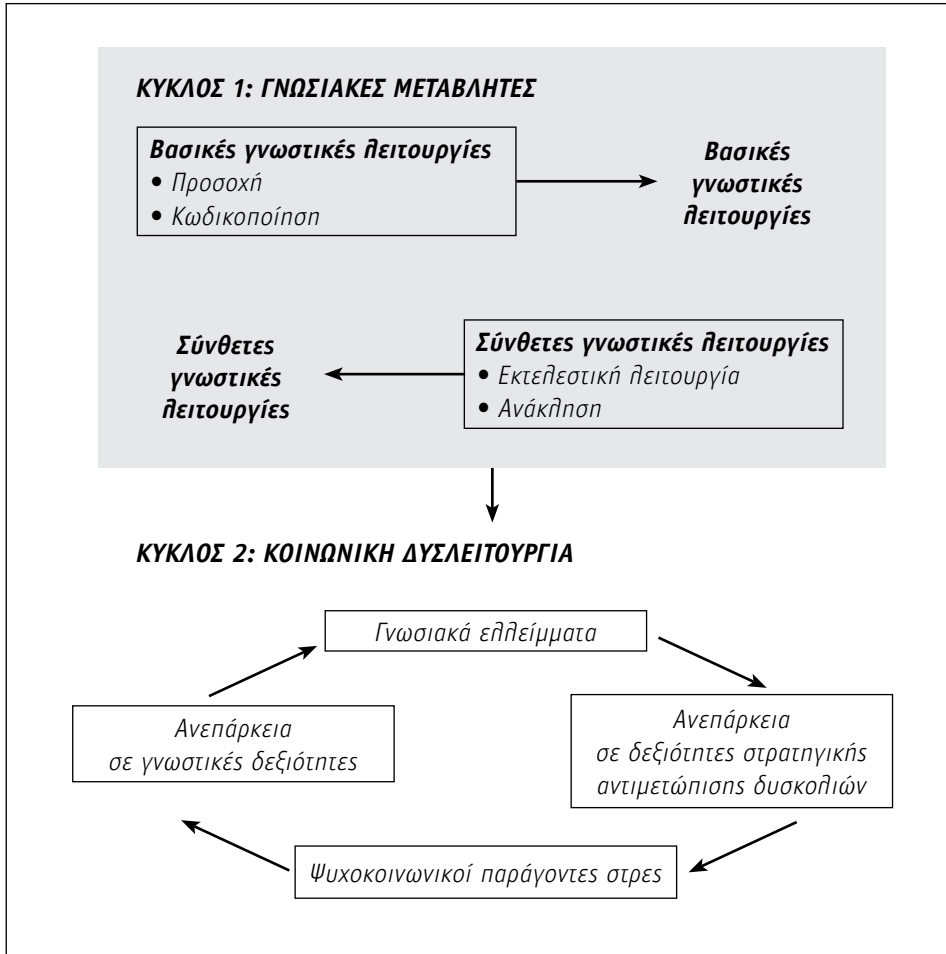 ΚΥΚΛΟΣ 1: ΓΝΩΣΙΑΚΕΣ ΜΕΤΑΒΛΗΤΕΣ
Βασικές γνωστικές λειτουργίες
• Προσοχή
• Κωδικοποίηση
Βασικές
γνωστικές
λειτουργίες
Σύνθετες
γνωστικές
λειτουργίες
Σύνθετες γνωστικές λειτουργίες
• Εκτελεστική λειτουργία
• Ανάκληση
ΚΥΚΛΟΣ 2: ΚΟΙΝΩΝΙΚΗ ΔΥΣΛΕΙΤΟΥΡΓΙΑ
Γνωσιακά ελλείμματα
Ανεπάρκεια
σε γνωστικές δεξιότητες
Ανεπάρκεια
σε δεξιότητες στρατηγικής
αντιμετώπισης δυσκολιών
Ψυχοκοινωνικοί παράγοντες στρες